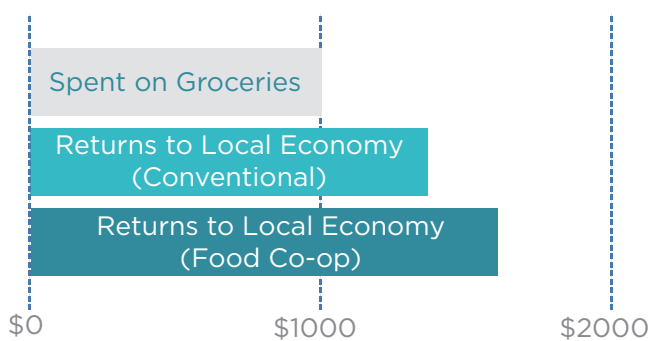 Spent on Groceries
Returns to Local Economy
(Conventional)
Returns to Local Economy
(Food Co-op)
$0
$1000
$2000